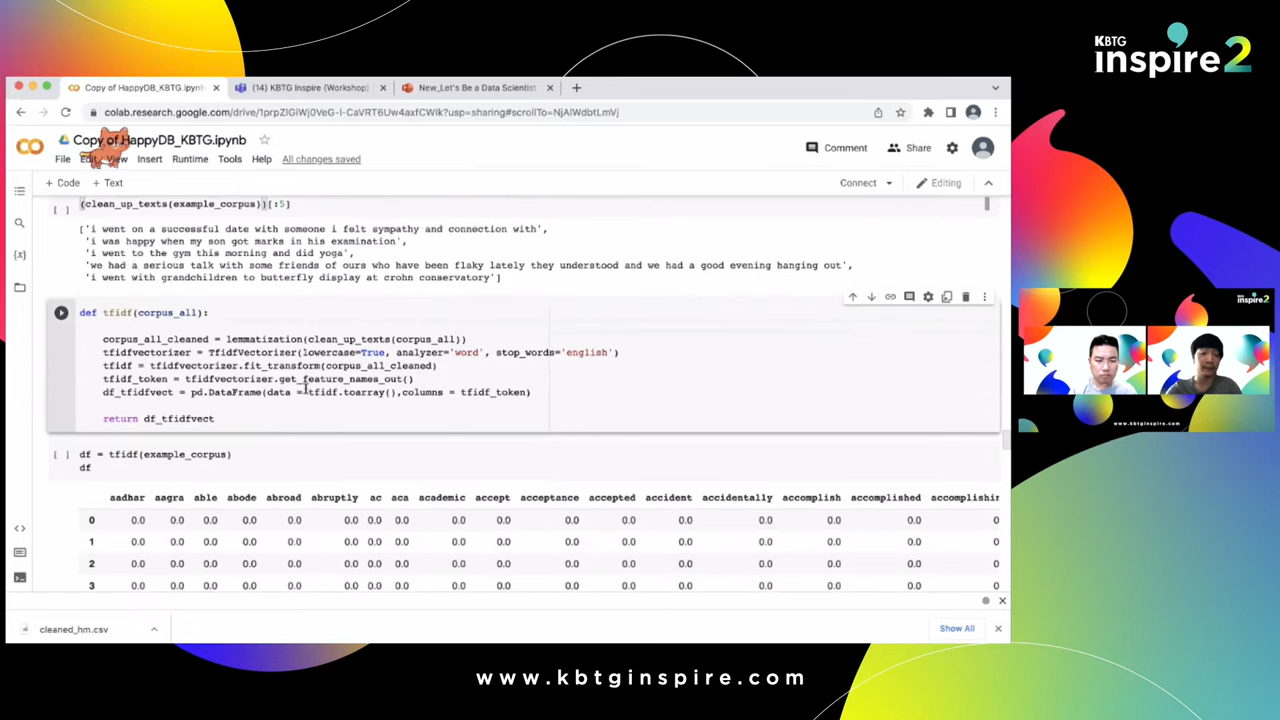 KBTG
inspire 2
Copy of HappyDB_KBTG.ipynb
(14) KBTG Inspire (Workshop)
New_Let's Be a Data Scientist
colab.research.google.com/drive/1prpZlGiWj0VeG-l-CaVRT6Uw4axfCWlk?usp=sharing#scrollTo=NjAlWdbtLmVj
Copy of HappyDB_KBTG.ipynb
File Edit View Insert Runtime Tools Help All changes saved
Comment Share
+ Code + Text
Connect Editing
[ ] (clean_up_texts(example_corpus))[:5]
['i went on a successful date with someone i felt sympathy and connection with',
'i was happy when my son got marks in his examination',
'i went to the gym this morning and did yoga',
'we had a serious talk with some friends of ours who have been flaky lately they understood and we had a good evening hanging out',
'i went with grandchildren to butterfly display at crohn conservatory']
def tfidf(corpus_all):
corpus_all_cleaned = lemmatization(clean_up_texts(corpus_all))
tfidfvectorizer = TfidfVectorizer(lowercase=True, analyzer='word', stop_words='english')
tfidf = tfidfvectorizer.fit_transform(corpus_all_cleaned)
tfidf_token = tfidfvectorizer.get_feature_names_out()
df_tfidfvect = pd.DataFrame(data = tfidf.toarray(),columns = tfidf_token)
return df_tfidfvect
[ ] df = tfidf(example_corpus)
df
aadhar aagra able abode abroad abruptly ac aca academic accept acceptance accepted accident accidentally accomplish accomplished accomplishin
0 0.0 0.0 0.0 0.0 0.0 0.0 0.0 0.0 0.0 0.0 0.0 0.0 0.0 0.0 0.0 0.0 0
1 0.0 0.0 0.0 0.0 0.0 0.0 0.0 0.0 0.0 0.0 0.0 0.0 0.0 0.0 0.0 0.0 0
2 0.0 0.0 0.0 0.0 0.0 0.0 0.0 0.0 0.0 0.0 0.0 0.0 0.0 0.0 0.0 0.0 0
3 0.0 0.0 0.0 0.0 0.0 0.0 0.0 0.0 0.0 0.0 0.0 0.0 0.0 0.0 0.0 0.0 0
cleaned_hm.csv
Show All
inspire 2
www.kbtginspire.com
www.kbtginspire.com